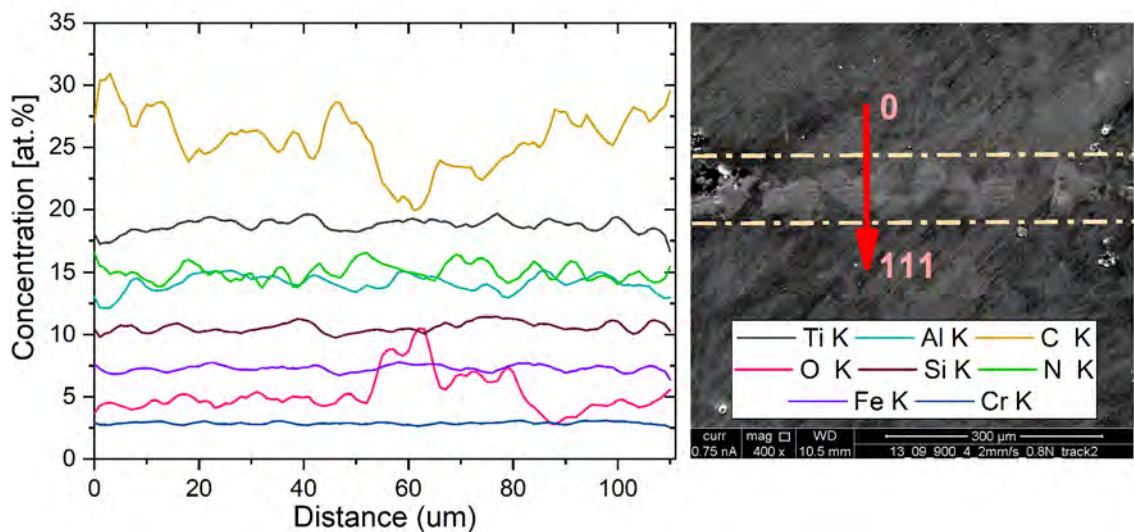 Concentration [at.%]
35
30
25
20
15
10
5
0
0 20 40 60 80 100
Distance (um)
0
111
Ti K Al K C K
O K Si K N K
Fe K Cr K
curr mag WD 300 µm
0.75 nA 400 x 10.5 mm 13_09_900_4_2mm/s_0.8N_track2